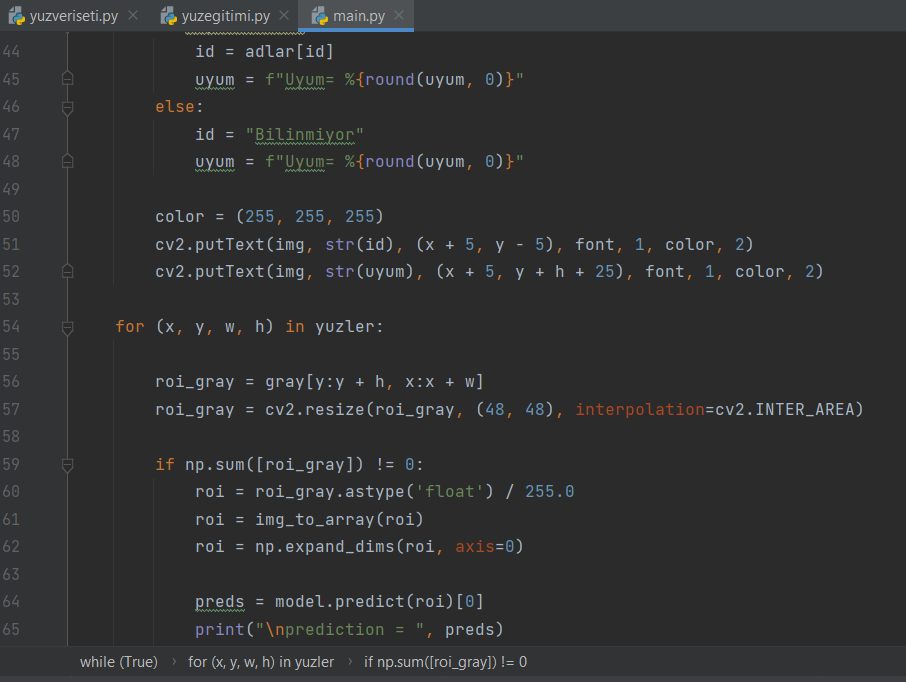 yuzveriseti.py × yuzegitimi.py × main.py ×
44 id = adlar[id]
45 uyum = f"Uyum= %{round(uyum, 0)}"
46 else:
47 id = "Bilinmiyor"
48 uyum = f"Uyum= %{round(uyum, 0)}"
49
50 color = (255, 255, 255)
51 cv2.putText(img, str(id), (x + 5, y - 5), font, 1, color, 2)
52 cv2.putText(img, str(uyum), (x + 5, y + h + 25), font, 1, color, 2)
53
54 for (x, y, w, h) in yuzler:
55
56 roi_gray = gray[y:y + h, x:x + w]
57 roi_gray = cv2.resize(roi_gray, (48, 48), interpolation=cv2.INTER_AREA)
58
59 if np.sum([roi_gray]) != 0:
60 roi = roi_gray.astype('float') / 255.0
61 roi = img_to_array(roi)
62 roi = np.expand_dims(roi, axis=0)
63
64 preds = model.predict(roi)[0]
65 print("\nprediction = ", preds)
while (True) › for (x, y, w, h) in yuzler › if np.sum([roi_gray]) != 0